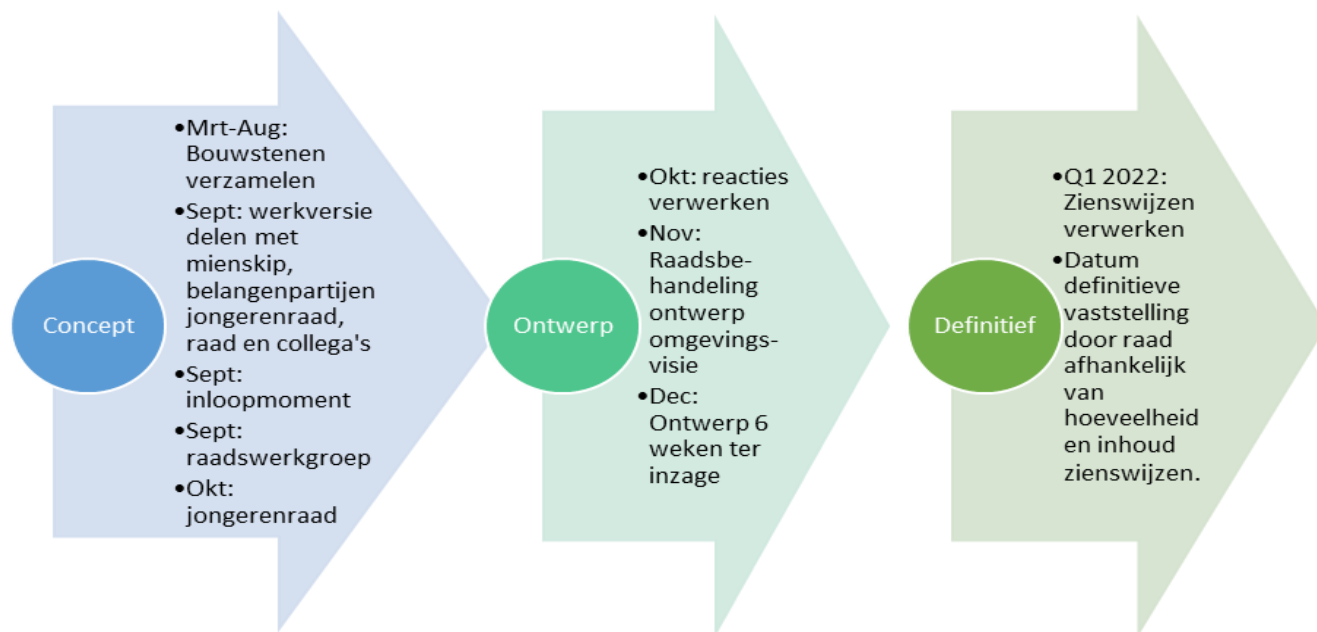 Concept
•Mrt-Aug:
Bouwstenen
verzamelen
•Sept: werkversie
delen met
mienskip,
belangenpartijen
jongerenraad,
raad en collega's
•Sept:
inloopmoment
•Sept:
raadswerkgroep
•Okt:
jongerenraad
Ontwerp
•Okt: reacties
verwerken
•Nov:
Raadsbe-
handeling
ontwerp
omgevings-
visie
•Dec:
Ontwerp 6
weken ter
inzage
Definitief
•Q1 2022:
Zienswijzen
verwerken
•Datum
definitieve
vaststelling
door raad
afhankelijk
van
hoeveelheid
en inhoud
zienswijzen.